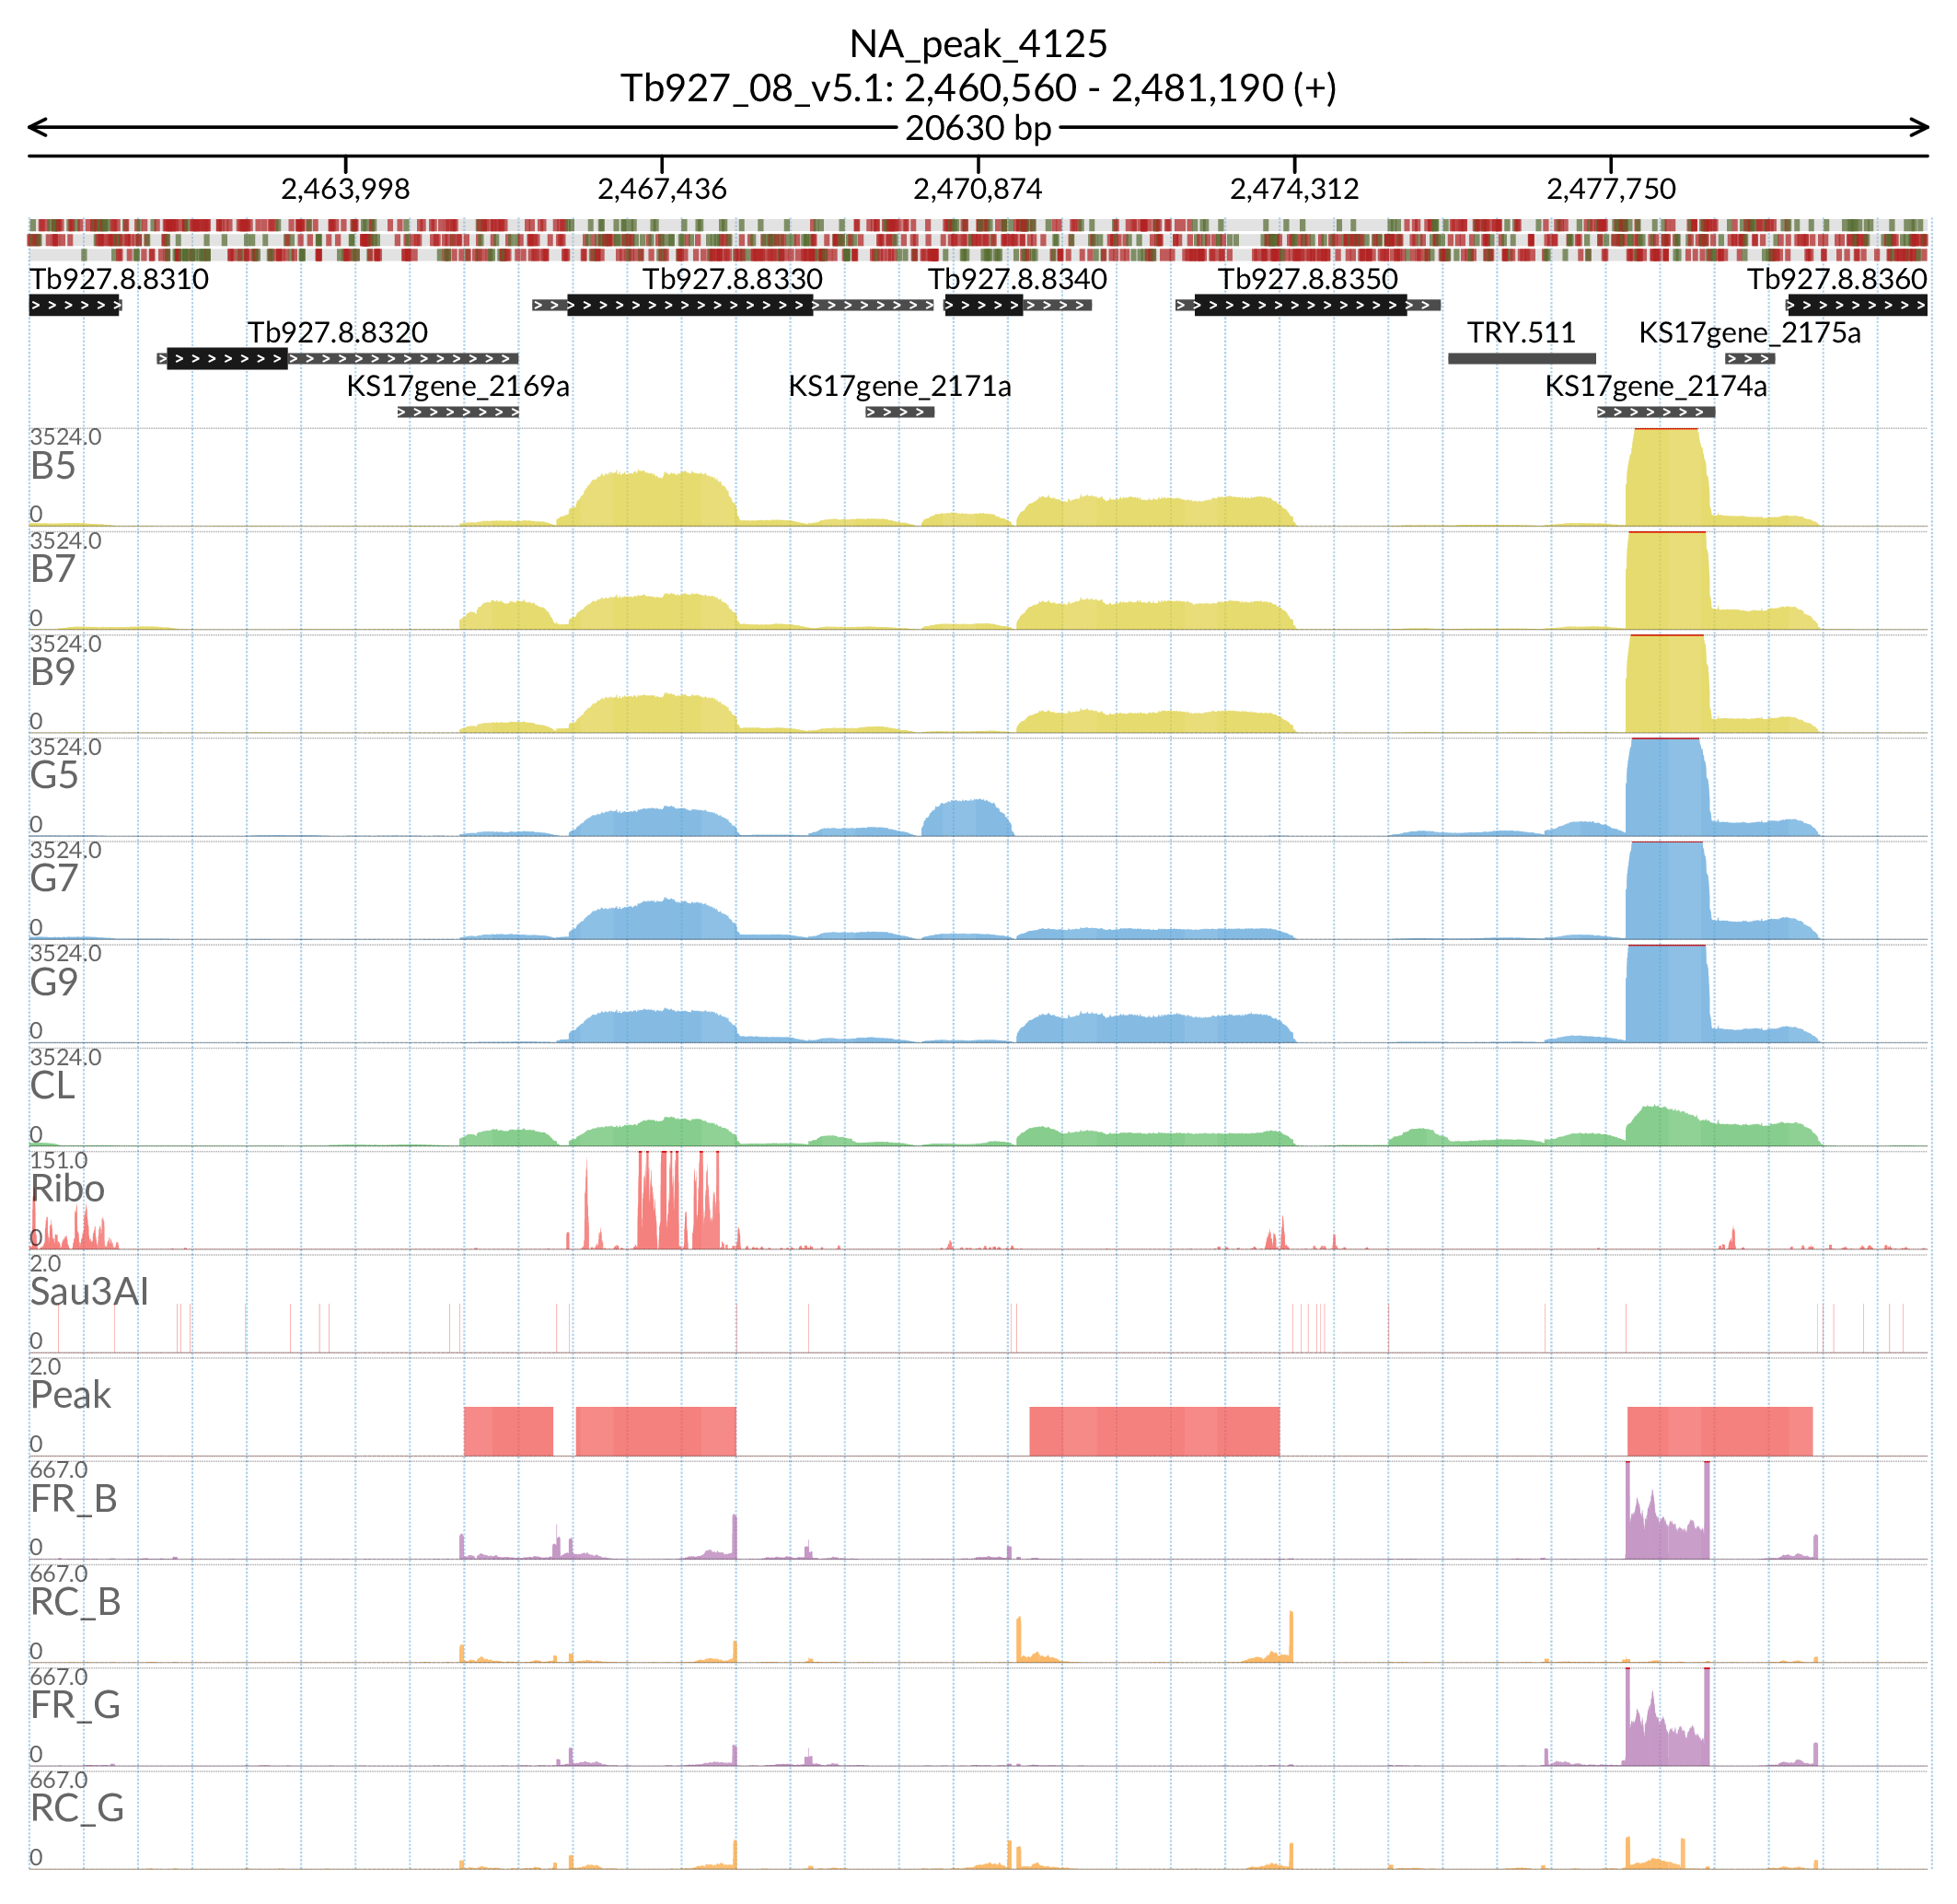 NA_peak_4125
Tb927_08_v5.1: 2,460,560 - 2,481,190 (+)
20630 bp
2,463,998 2,467,436 2,470,874 2,474,312 2,477,750
Tb927.8.8310 Tb927.8.8330 Tb927.8.8340 Tb927.8.8350 Tb927.8.8360
Tb927.8.8320 TRY.511 KS17gene_2175a
KS17gene_2169a KS17gene_2171a KS17gene_2174a
3524.0
B5
0
3524.0
B7
0
3524.0
B9
0
3524.0
G5
0
3524.0
G7
0
3524.0
G9
0
3524.0
CL
0
151.0
Ribo
0
2.0
Sau3AI
0
2.0
Peak
0
667.0
FR_B
0
667.0
RC_B
0
667.0
FR_G
0
667.0
RC_G
0